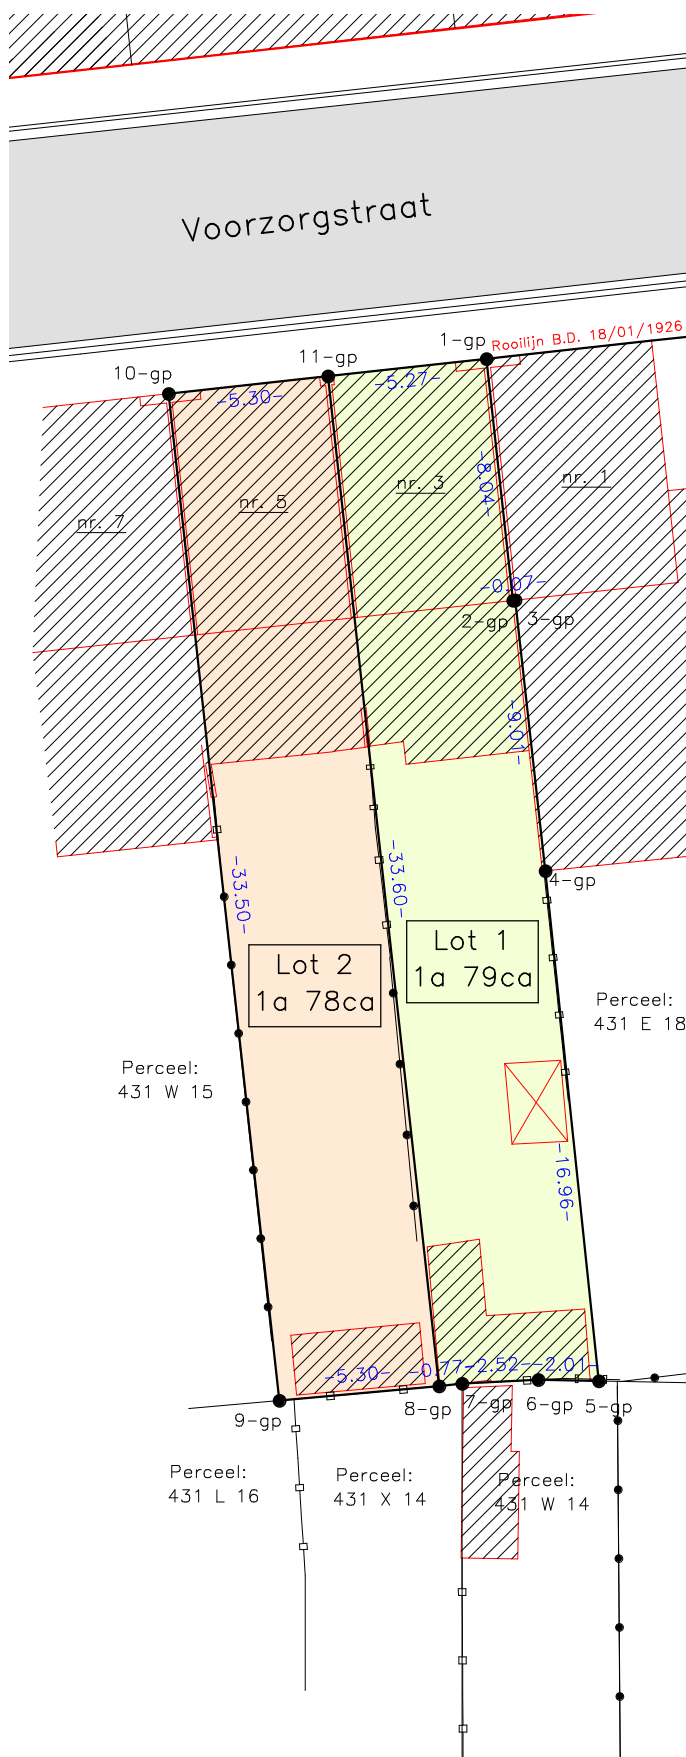 Voorzorgstraat
Rooilijn B.D. 18/01/1926
1-gp
11-gp
10-gp
-5.30-
-5.27-
-8.04-
nr. 1
nr. 3
nr. 5
nr. 7
-0.07-
2-gp
3-gp
-9.01-
-33.50-
-33.60-
4-gp
Lot 1
1a 79ca
Lot 2
1a 78ca
Perceel:
431 E 18
Perceel:
431 W 15
-16.96-
-5.30-
-0.77-
-2.52-
-2.01-
9-gp
8-gp
7-gp
6-gp
5-gp
Perceel:
431 L 16
Perceel:
431 X 14
Perceel:
431 W 14